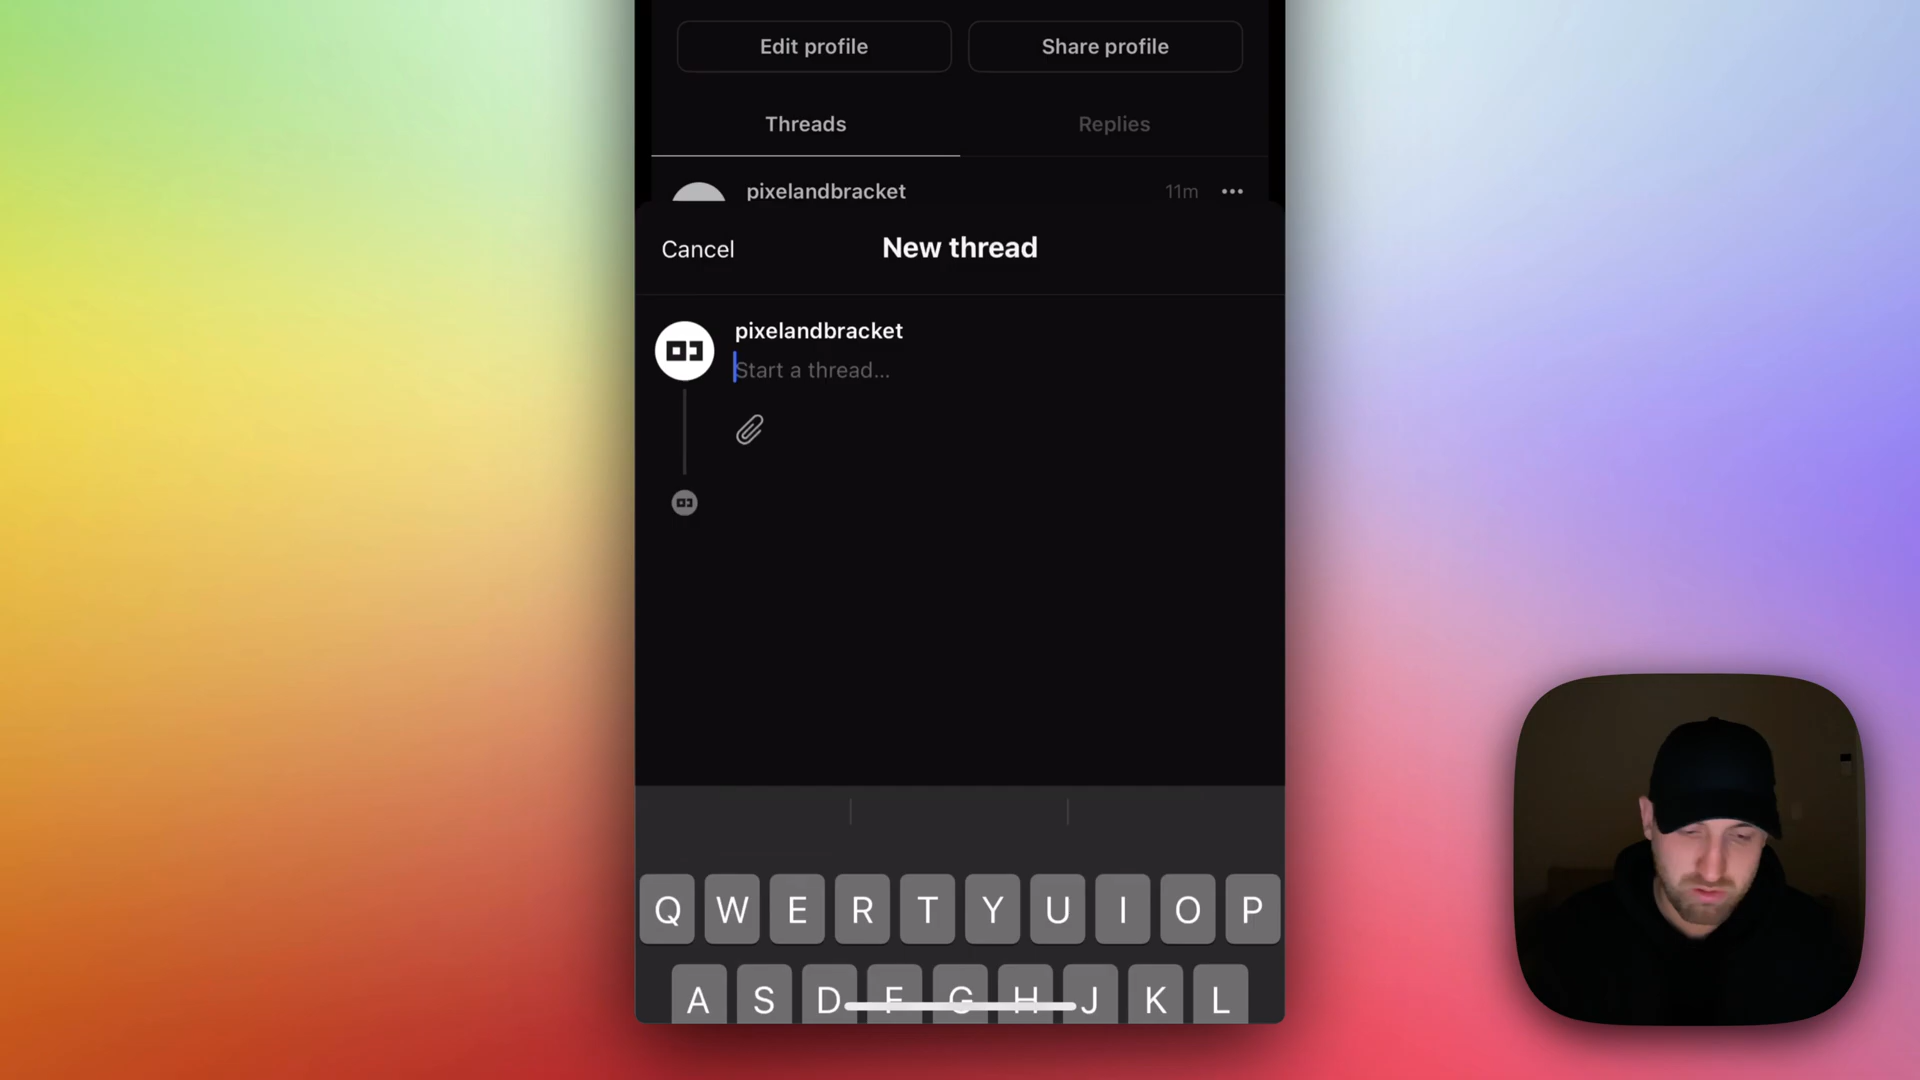 Edit profile
Share profile
Threads
Replies
pixelandbracket
11m
Cancel
New thread
pixelandbracket
Start a thread...
Q W E R T Y U I O P
A S D F G H J K L